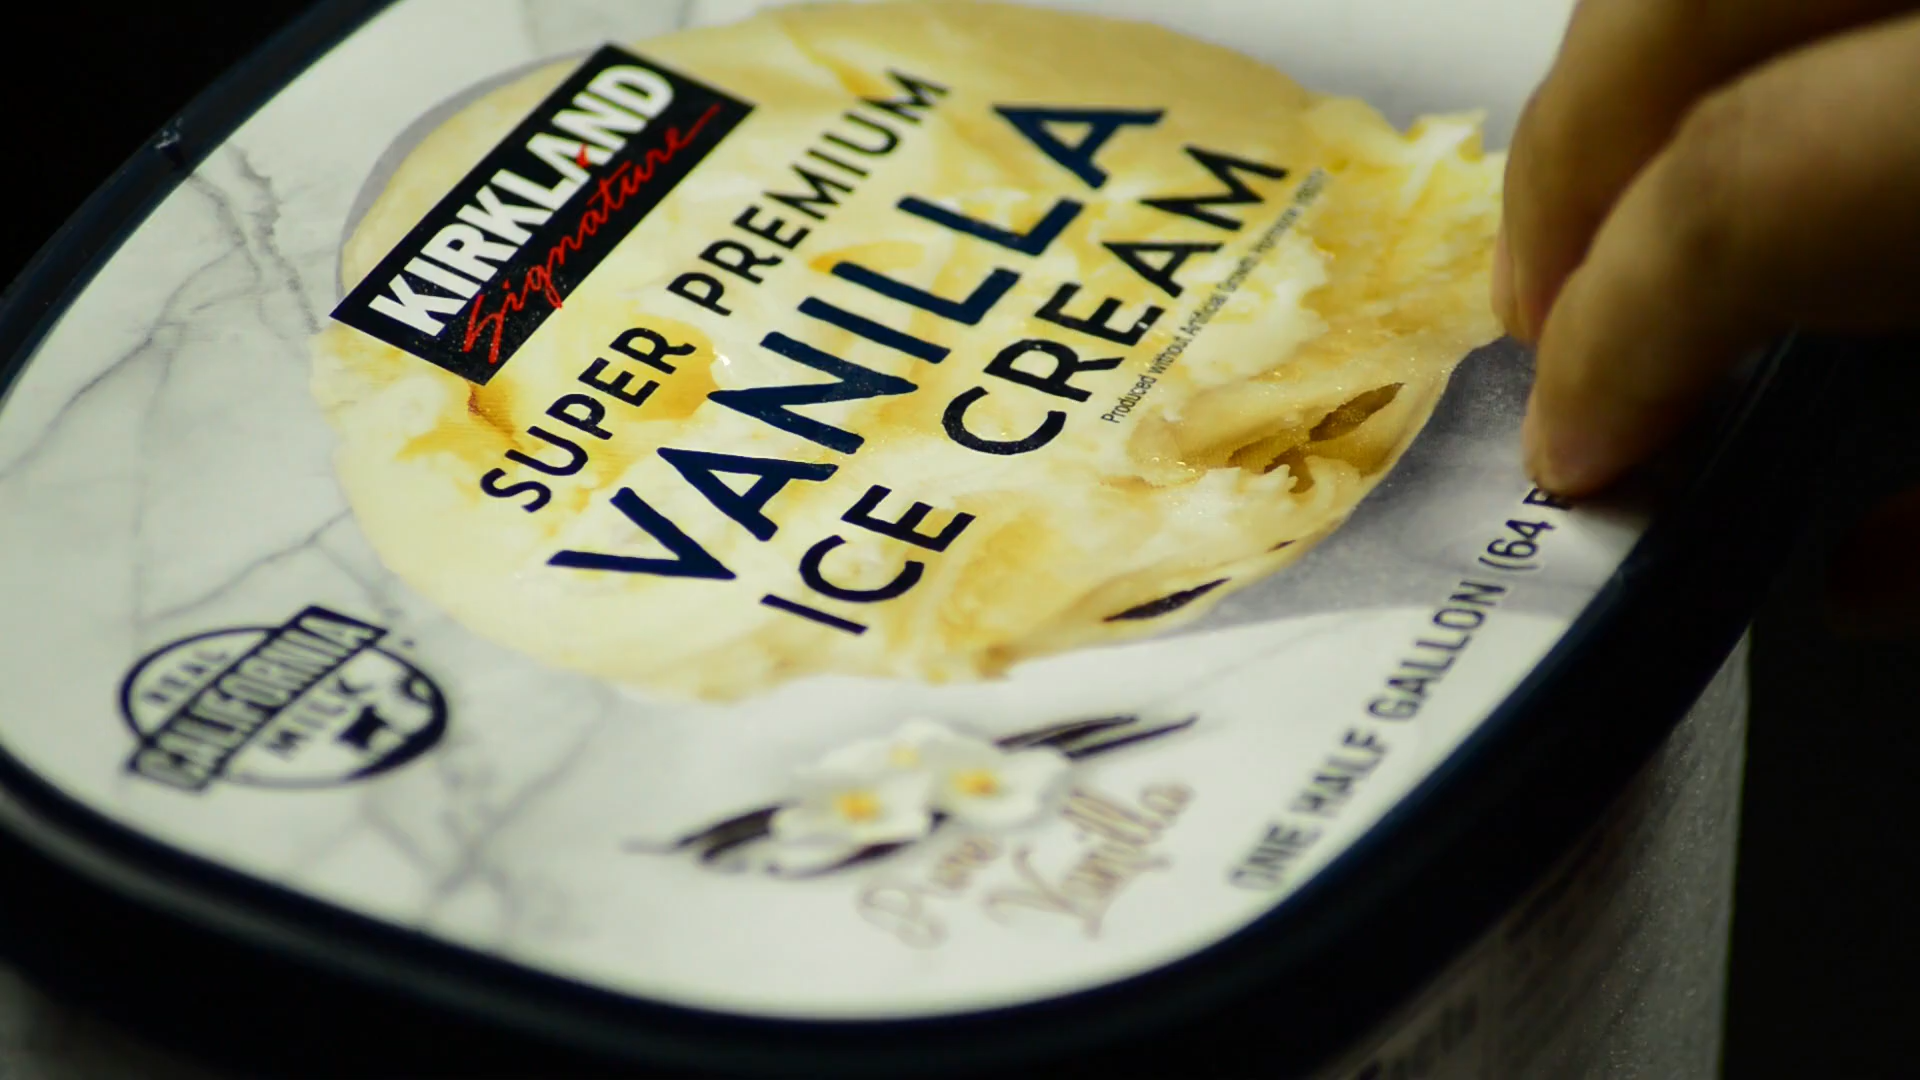 KIRKLAND
Signature
SUPER PREMIUM
VANILLA
ICE CREAM
Produced without Artificial Growth Hormone
REAL
CALIFORNIA
MILK
Pure
Vanilla
ONE HALF GALLON (64